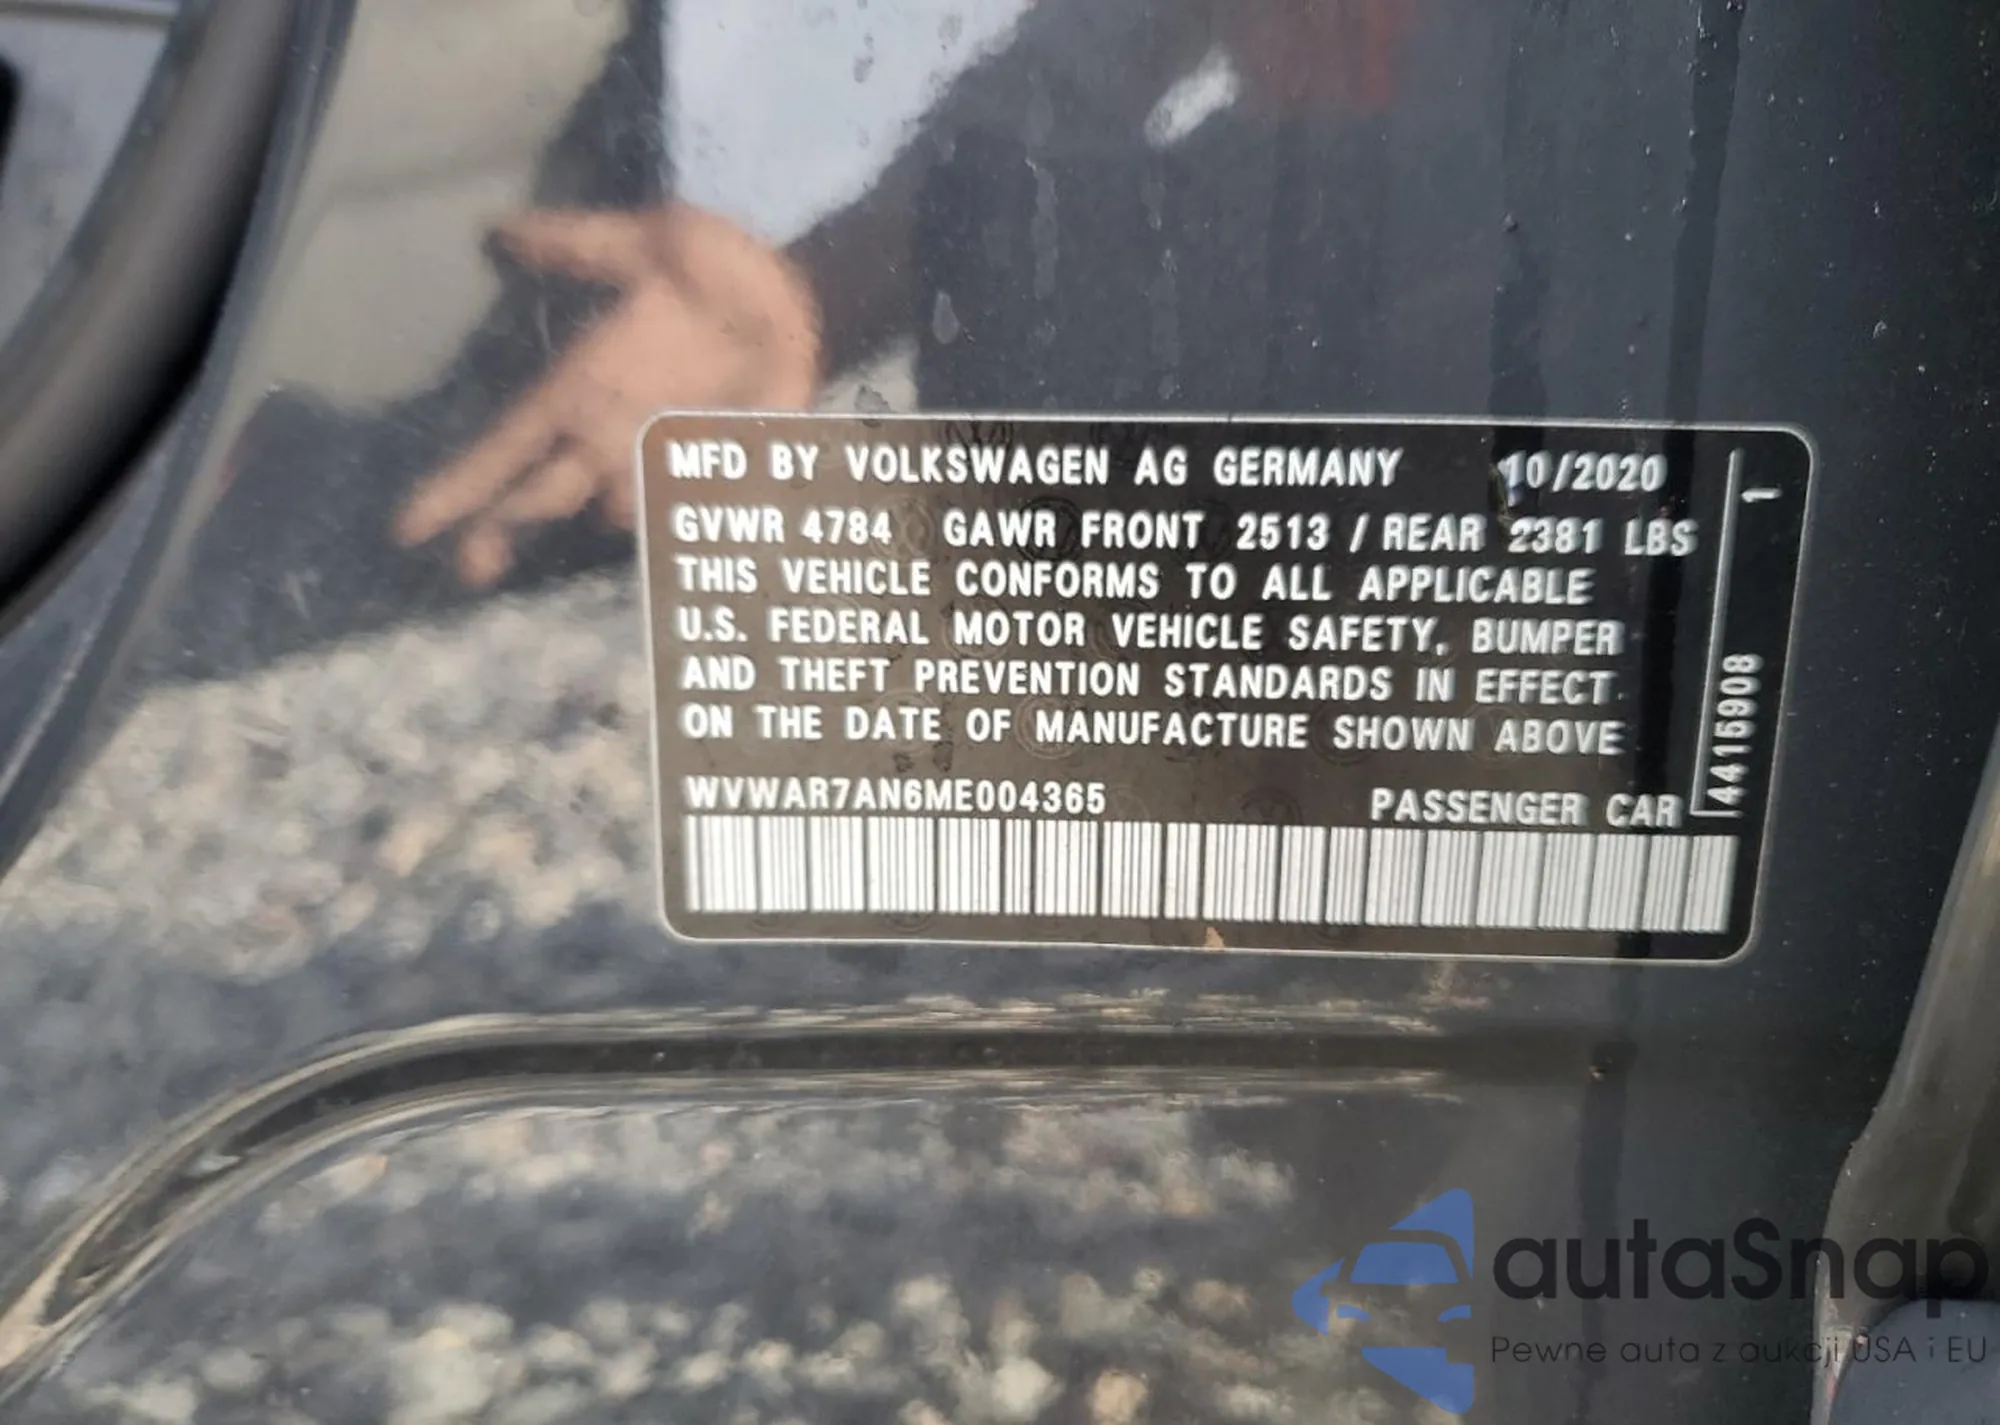 MFD BY VOLKSWAGEN AG GERMANY 10/2020
GVWR 4784 GAWR FRONT 2513 / REAR 2381 LBS
THIS VEHICLE CONFORMS TO ALL APPLICABLE
U.S. FEDERAL MOTOR VEHICLE SAFETY, BUMPER
AND THEFT PREVENTION STANDARDS IN EFFECT
ON THE DATE OF MANUFACTURE SHOWN ABOVE
WVWAR7AN6ME004365 PASSENGER CAR
4415908 1
autaSnap
Pewne auta z aukcji USA i EU